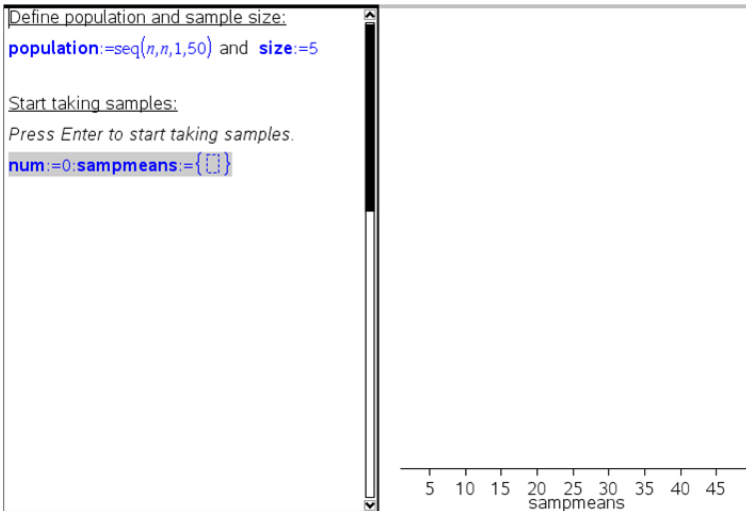 Define population and sample size:
population:=seq(n,n,1,50) and size:=5
Start taking samples:
Press Enter to start taking samples.
num:=0:sampmeans:={⬚}
5 10 15 20 25 30 35 40 45
sampmeans